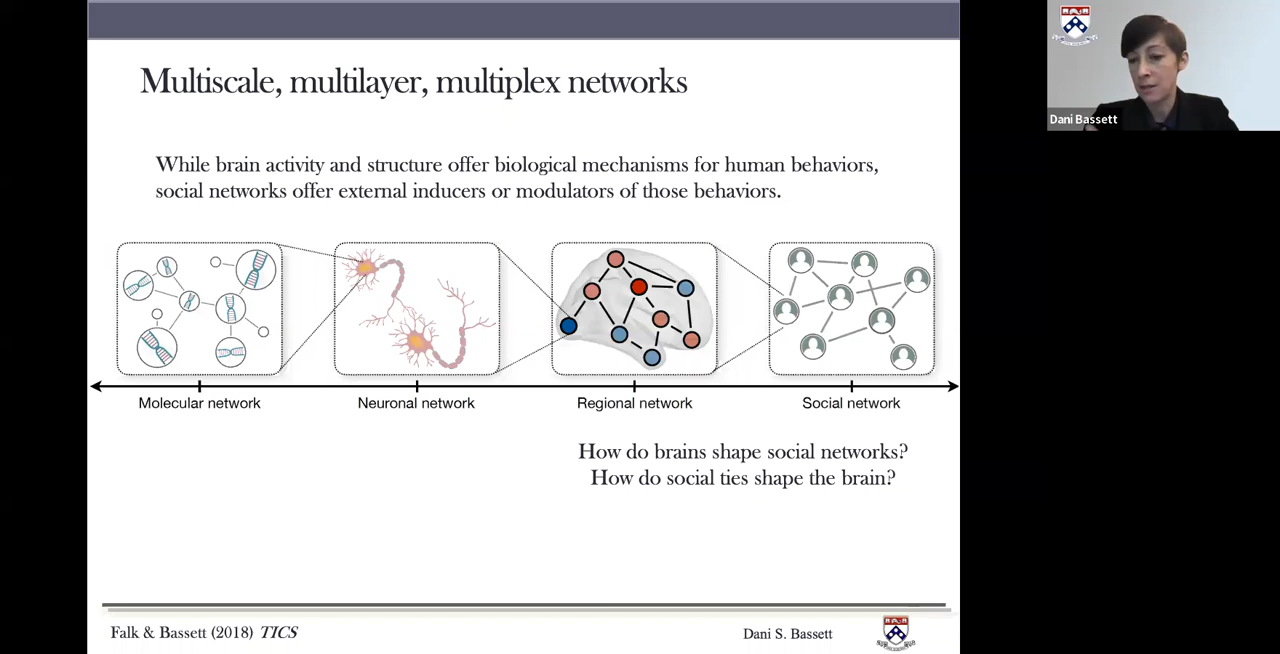 Multiscale, multilayer, multiplex networks
While brain activity and structure offer biological mechanisms for human behaviors,
social networks offer external inducers or modulators of those behaviors.
Molecular network
Neuronal network
Regional network
Social network
How do brains shape social networks?
How do social ties shape the brain?
Falk & Bassett (2018) TICS
Dani S. Bassett
Dani Bassett